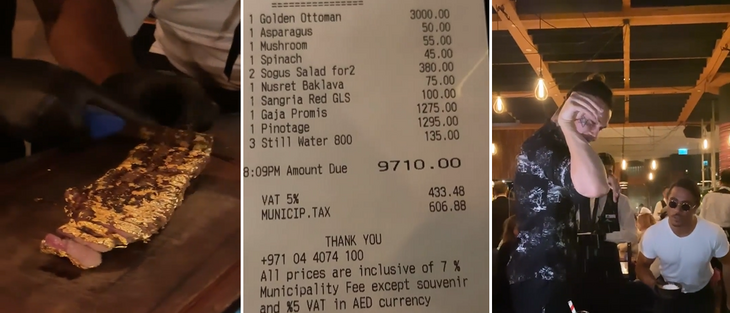 ================
1 Golden Ottoman 3000.00
1 Asparagus 50.00
1 Mushroom 55.00
1 Spinach 45.00
2 Sogus Salad for2 380.00
1 Nusret Baklava 75.00
1 Sangria Red GLS 100.00
1 Gaja Promis 1275.00
1 Pinotage 1295.00
3 Still Water 800 135.00
8:09PM Amount Due 9710.00
VAT 5% 433.48
MUNICIP.TAX 606.88
THANK YOU
+971 04 4074 100
All prices are inclusive of 7 %
Municipality Fee except souvenir
and %5 VAT in AED currency